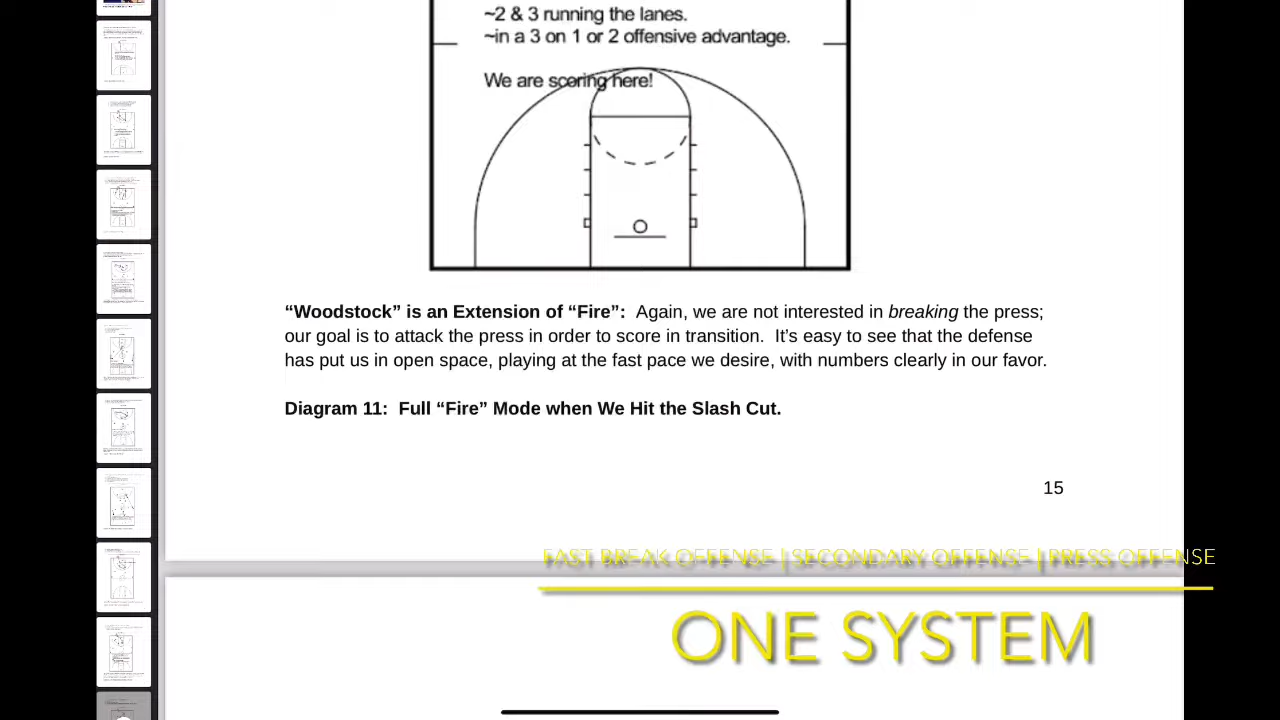 ~2 & 3 running the lanes.
~in a 3 on 1 or 2 offensive advantage.
We are scoring here!
“Woodstock” is an Extension of “Fire”:  Again, we are not interested in breaking the press;
our goal is to attack the press in order to score in transition.  It’s easy to see that the defense
has put us in open space, playing at the fast pace we desire, with numbers clearly in our favor.
Diagram 11:  Full “Fire” Mode when We Hit the Slash Cut.
15
BREAK OFFENSE | SECONDARY OFFENSE | PRESS OFFENSE
ONE SYSTEM